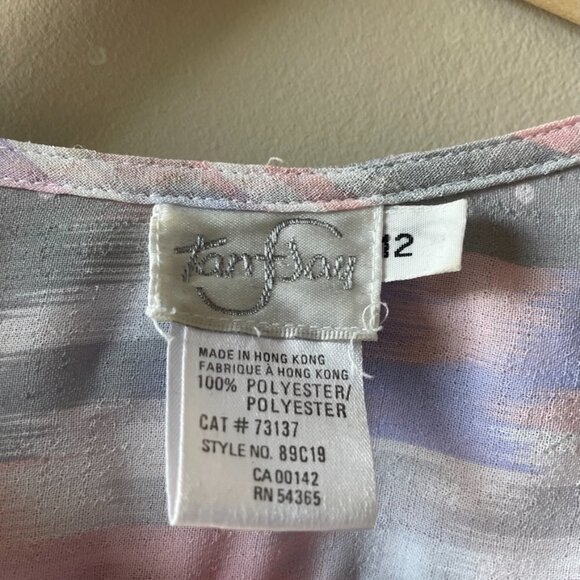 Tan Jay
12
MADE IN HONG KONG
FABRIQUE À HONG KONG
100% POLYESTER/
POLYESTER
CAT # 73137
STYLE NO. 89C19
CA 00142
RN 54365